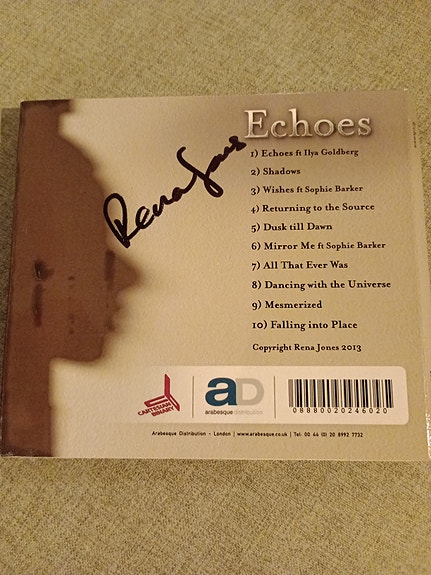 Echoes
Rena Jones
1) Echoes ft Ilya Goldberg
2) Shadows
3) Wishes ft Sophie Barker
4) Returning to the Source
5) Dusk till Dawn
6) Mirror Me ft Sophie Barker
7) All That Ever Was
8) Dancing with the Universe
9) Mesmerized
10) Falling into Place
Copyright Rena Jones 2013
CARTESIAN
BINARY
AD
arabesque distribution
08880020246020
Arabesque Distribution - London | www.arabesque.co.uk | Tel: 00 44 (0) 20 8992 7732